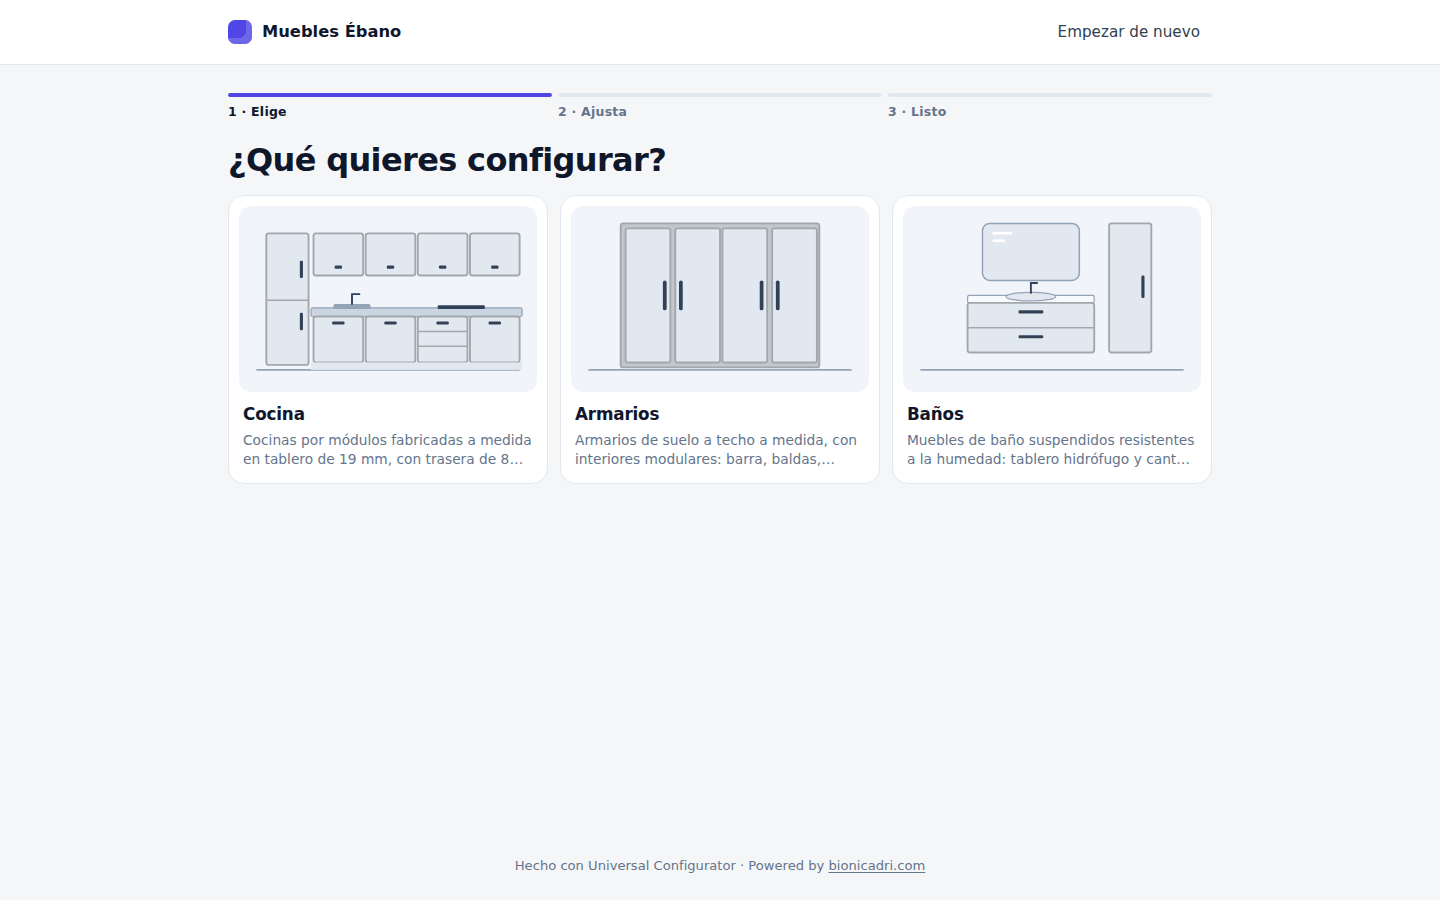 Muebles Ébano
Empezar de nuevo
1 · Elige
2 · Ajusta
3 · Listo
¿Qué quieres configurar?
Cocina
Cocinas por módulos fabricadas a medida
en tablero de 19 mm, con trasera de 8…
Armarios
Armarios de suelo a techo a medida, con
interiores modulares: barra, baldas,…
Baños
Muebles de baño suspendidos resistentes
a la humedad: tablero hidrófugo y cant…
Hecho con Universal Configurator · Powered by bionicadri.com